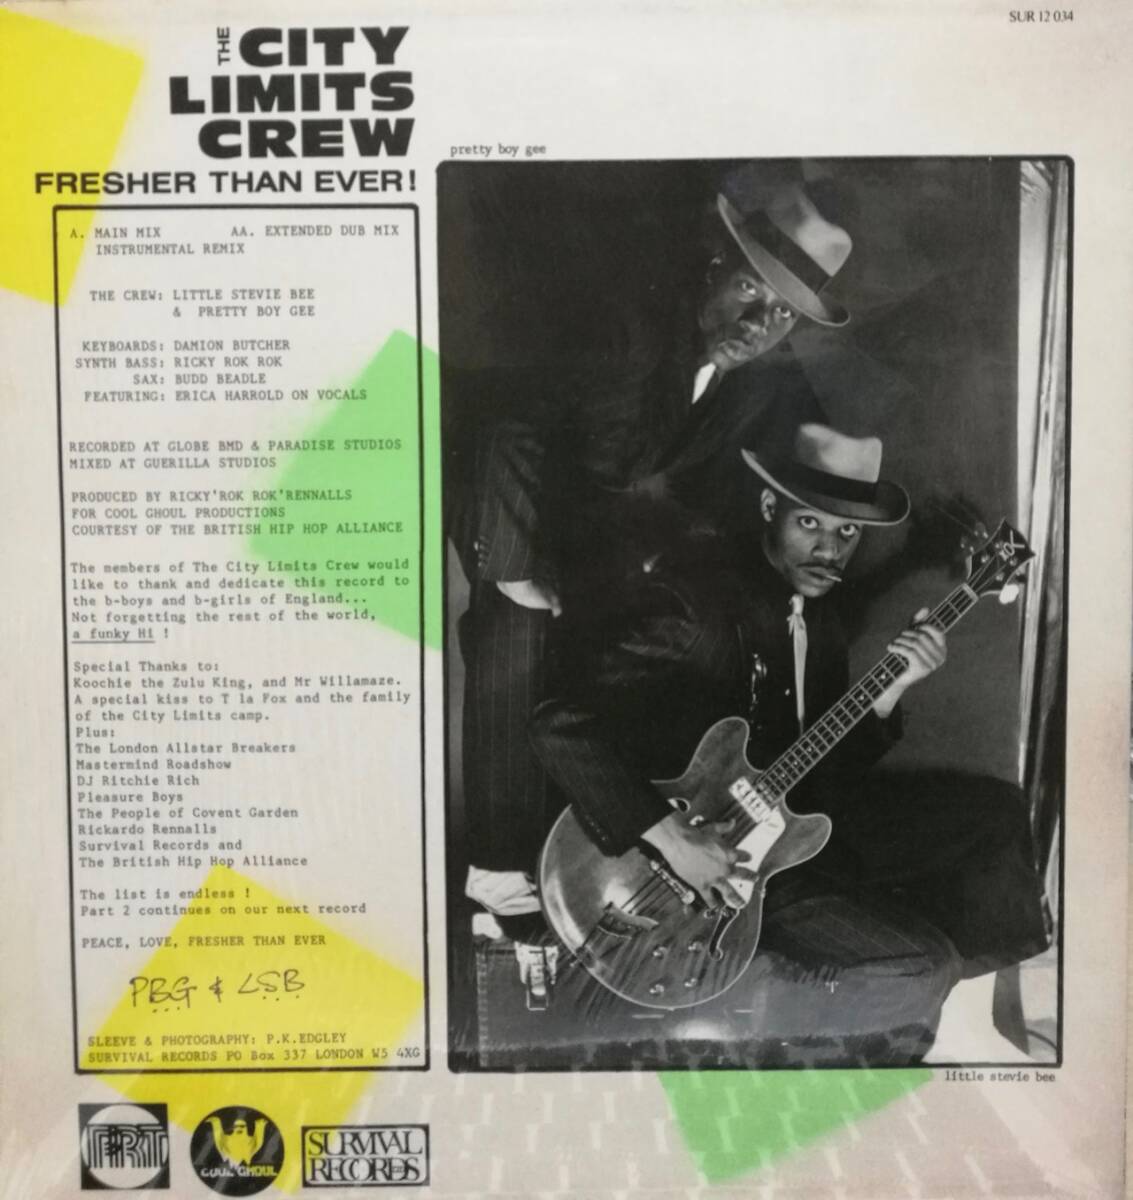 SUR 12 034
THE CITY
LIMITS
CREW
FRESHER THAN EVER!
pretty boy gee
A. MAIN MIX AA. EXTENDED DUB MIX
INSTRUMENTAL REMIX
THE CREW: LITTLE STEVIE BEE
& PRETTY BOY GEE
KEYBOARDS: DAMION BUTCHER
SYNTH BASS: RICKY ROK ROK
SAX: BUDD BEADLE
FEATURING: ERICA HARROLD ON VOCALS
RECORDED AT GLOBE BMD & PARADISE STUDIOS
MIXED AT GUERILLA STUDIOS
PRODUCED BY RICKY'ROK ROK'RENNALLS
FOR COOL GHOUL PRODUCTIONS
COURTESY OF THE BRITISH HIP HOP ALLIANCE
The members of The City Limits Crew would
like to thank and dedicate this record to
the b-boys and b-girls of England...
Not forgetting the rest of the world,
a funky Hi !
Special Thanks to:
Koochie the Zulu King, and Mr Willamaze.
A special kiss to T la Fox and the family
of the City Limits camp.
Plus:
The London Allstar Breakers
Mastermind Roadshow
DJ Ritchie Rich
Pleasure Boys
The People of Covent Garden
Rickardo Rennalls
Survival Records and
The British Hip Hop Alliance
The list is endless !
Part 2 continues on our next record
PEACE, LOVE, FRESHER THAN EVER
PBG & LSB
SLEEVE & PHOTOGRAPHY: P.K.EDGLEY
SURVIVAL RECORDS PO Box 337 LONDON W5 4XG
little stevie bee
VOX
TRT
COOL GHOUL
SURVIVAL
RECORDS